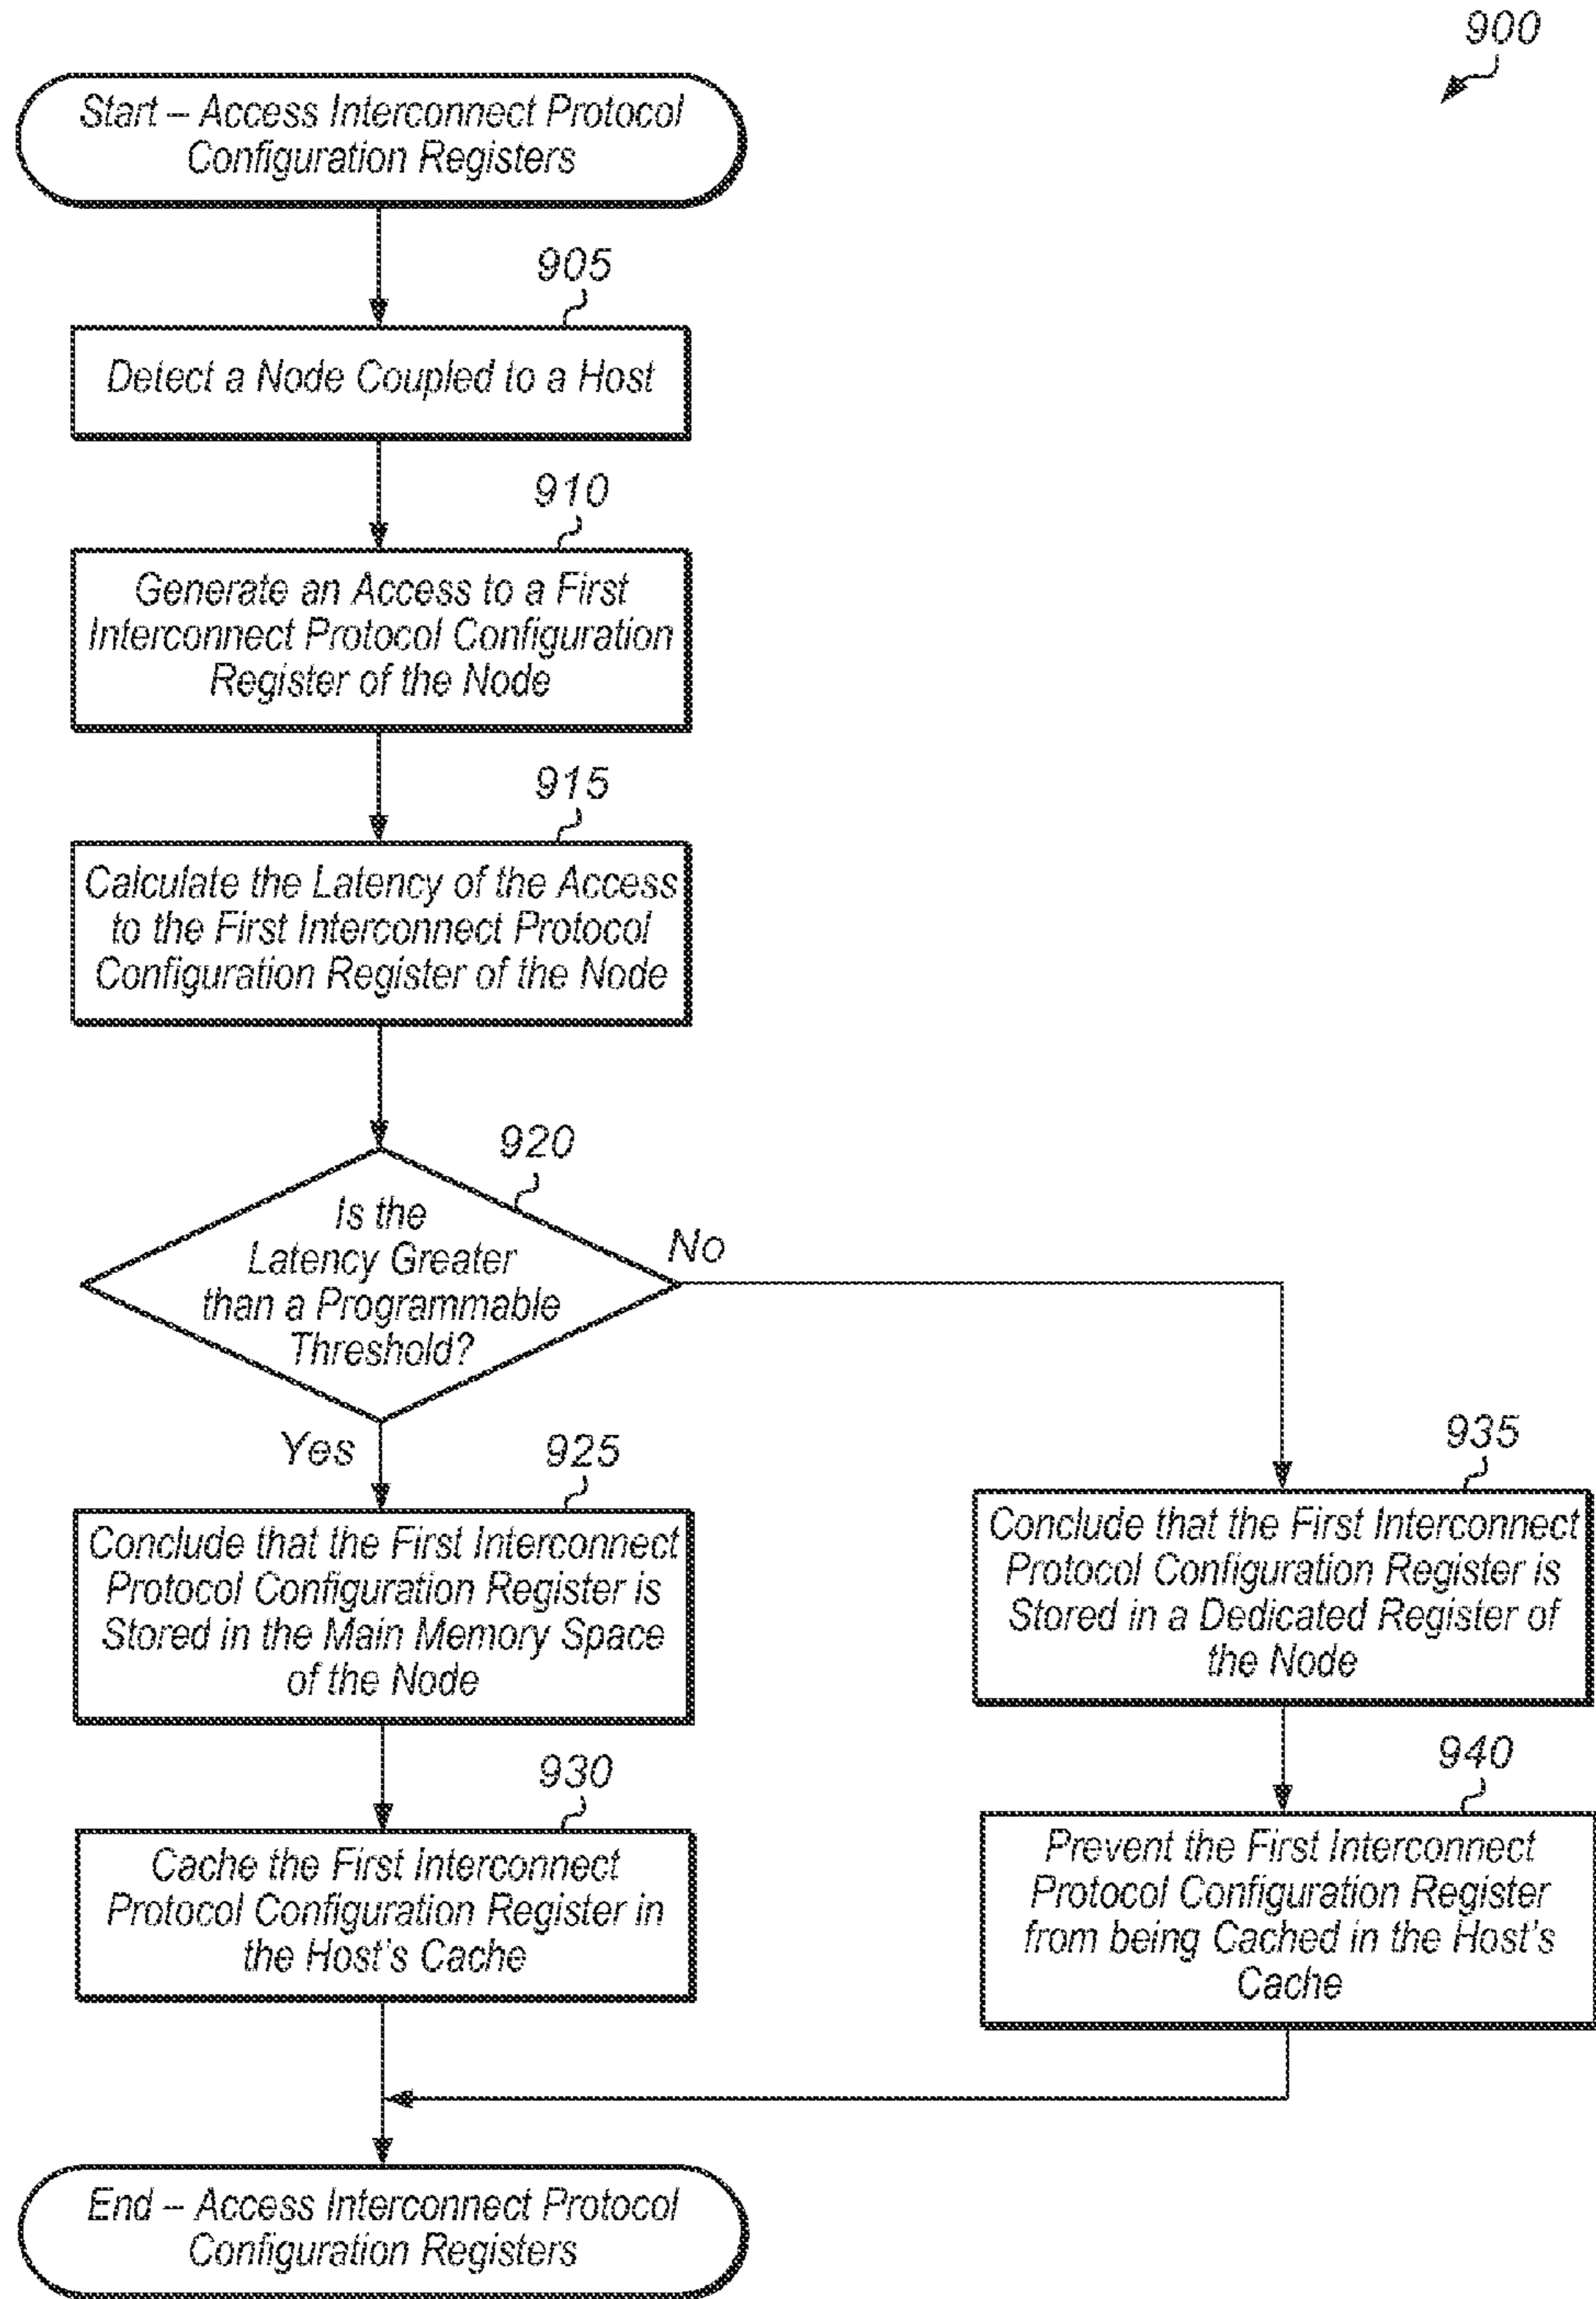 900
Start – Access Interconnect Protocol
Configuration Registers
905
Detect a Node Coupled to a Host
910
Generate an Access to a First
Interconnect Protocol Configuration
Register of the Node
915
Calculate the Latency of the Access
to the First Interconnect Protocol
Configuration Register of the Node
920
Is the
Latency Greater
than a Programmable
Threshold?
No
Yes
925
Conclude that the First Interconnect
Protocol Configuration Register is
Stored in the Main Memory Space
of the Node
935
Conclude that the First Interconnect
Protocol Configuration Register is
Stored in a Dedicated Register of
the Node
930
Cache the First Interconnect
Protocol Configuration Register in
the Host's Cache
940
Prevent the First Interconnect
Protocol Configuration Register
from being Cached in the Host's
Cache
End – Access Interconnect Protocol
Configuration Registers